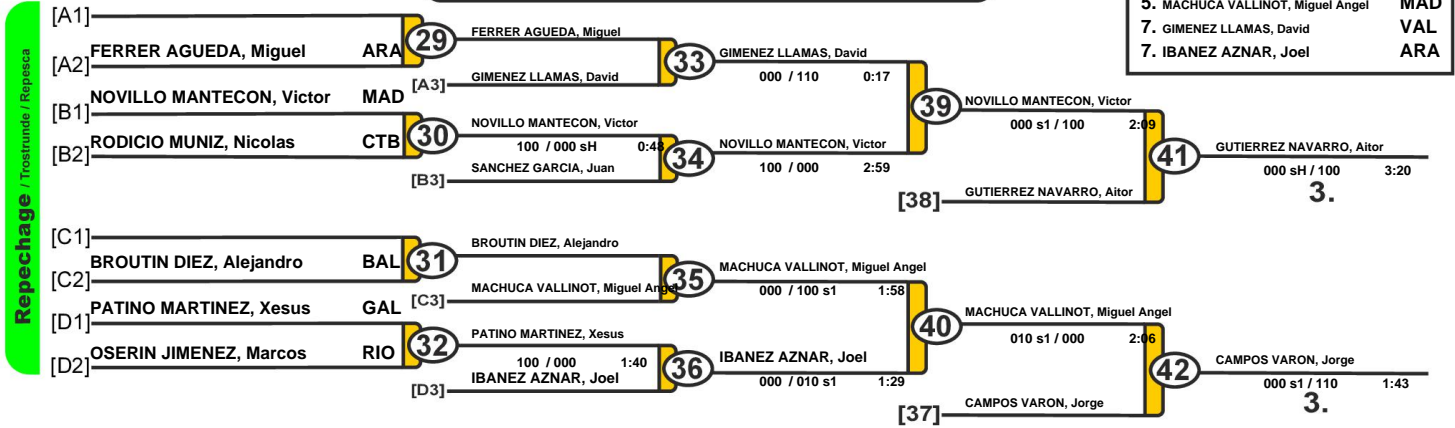 5. MACHUCA VALLINOT, Miguel Angel MAD
7. GIMENEZ LLAMAS, David VAL
7. IBANEZ AZNAR, Joel ARA
Repechage / Trostrunde / Repesca
[A1]
[A2] FERRER AGUEDA, Miguel ARA
29
FERRER AGUEDA, Miguel
[A3] GIMENEZ LLAMAS, David
33
GIMENEZ LLAMAS, David
000 / 110 0:17
[B1] NOVILLO MANTECON, Victor MAD
[B2] RODICIO MUNIZ, Nicolas CTB
30
NOVILLO MANTECON, Victor
100 / 000 sH 0:48
[B3] SANCHEZ GARCIA, Juan
34
NOVILLO MANTECON, Victor
100 / 000 2:59
39
NOVILLO MANTECON, Victor
000 s1 / 100 2:09
[38] GUTIERREZ NAVARRO, Aitor
41
GUTIERREZ NAVARRO, Aitor
000 sH / 100 3:20
3.
[C1]
[C2] BROUTIN DIEZ, Alejandro BAL
31
BROUTIN DIEZ, Alejandro
[C3] MACHUCA VALLINOT, Miguel Angel
35
MACHUCA VALLINOT, Miguel Angel
000 / 100 s1 1:58
[D1] PATINO MARTINEZ, Xesus GAL
[D2] OSERIN JIMENEZ, Marcos RIO
32
PATINO MARTINEZ, Xesus
100 / 000 1:40
[D3] IBANEZ AZNAR, Joel
36
IBANEZ AZNAR, Joel
000 / 010 s1 1:29
40
MACHUCA VALLINOT, Miguel Angel
010 s1 / 000 2:06
[37] CAMPOS VARON, Jorge
42
CAMPOS VARON, Jorge
000 s1 / 110 1:43
3.